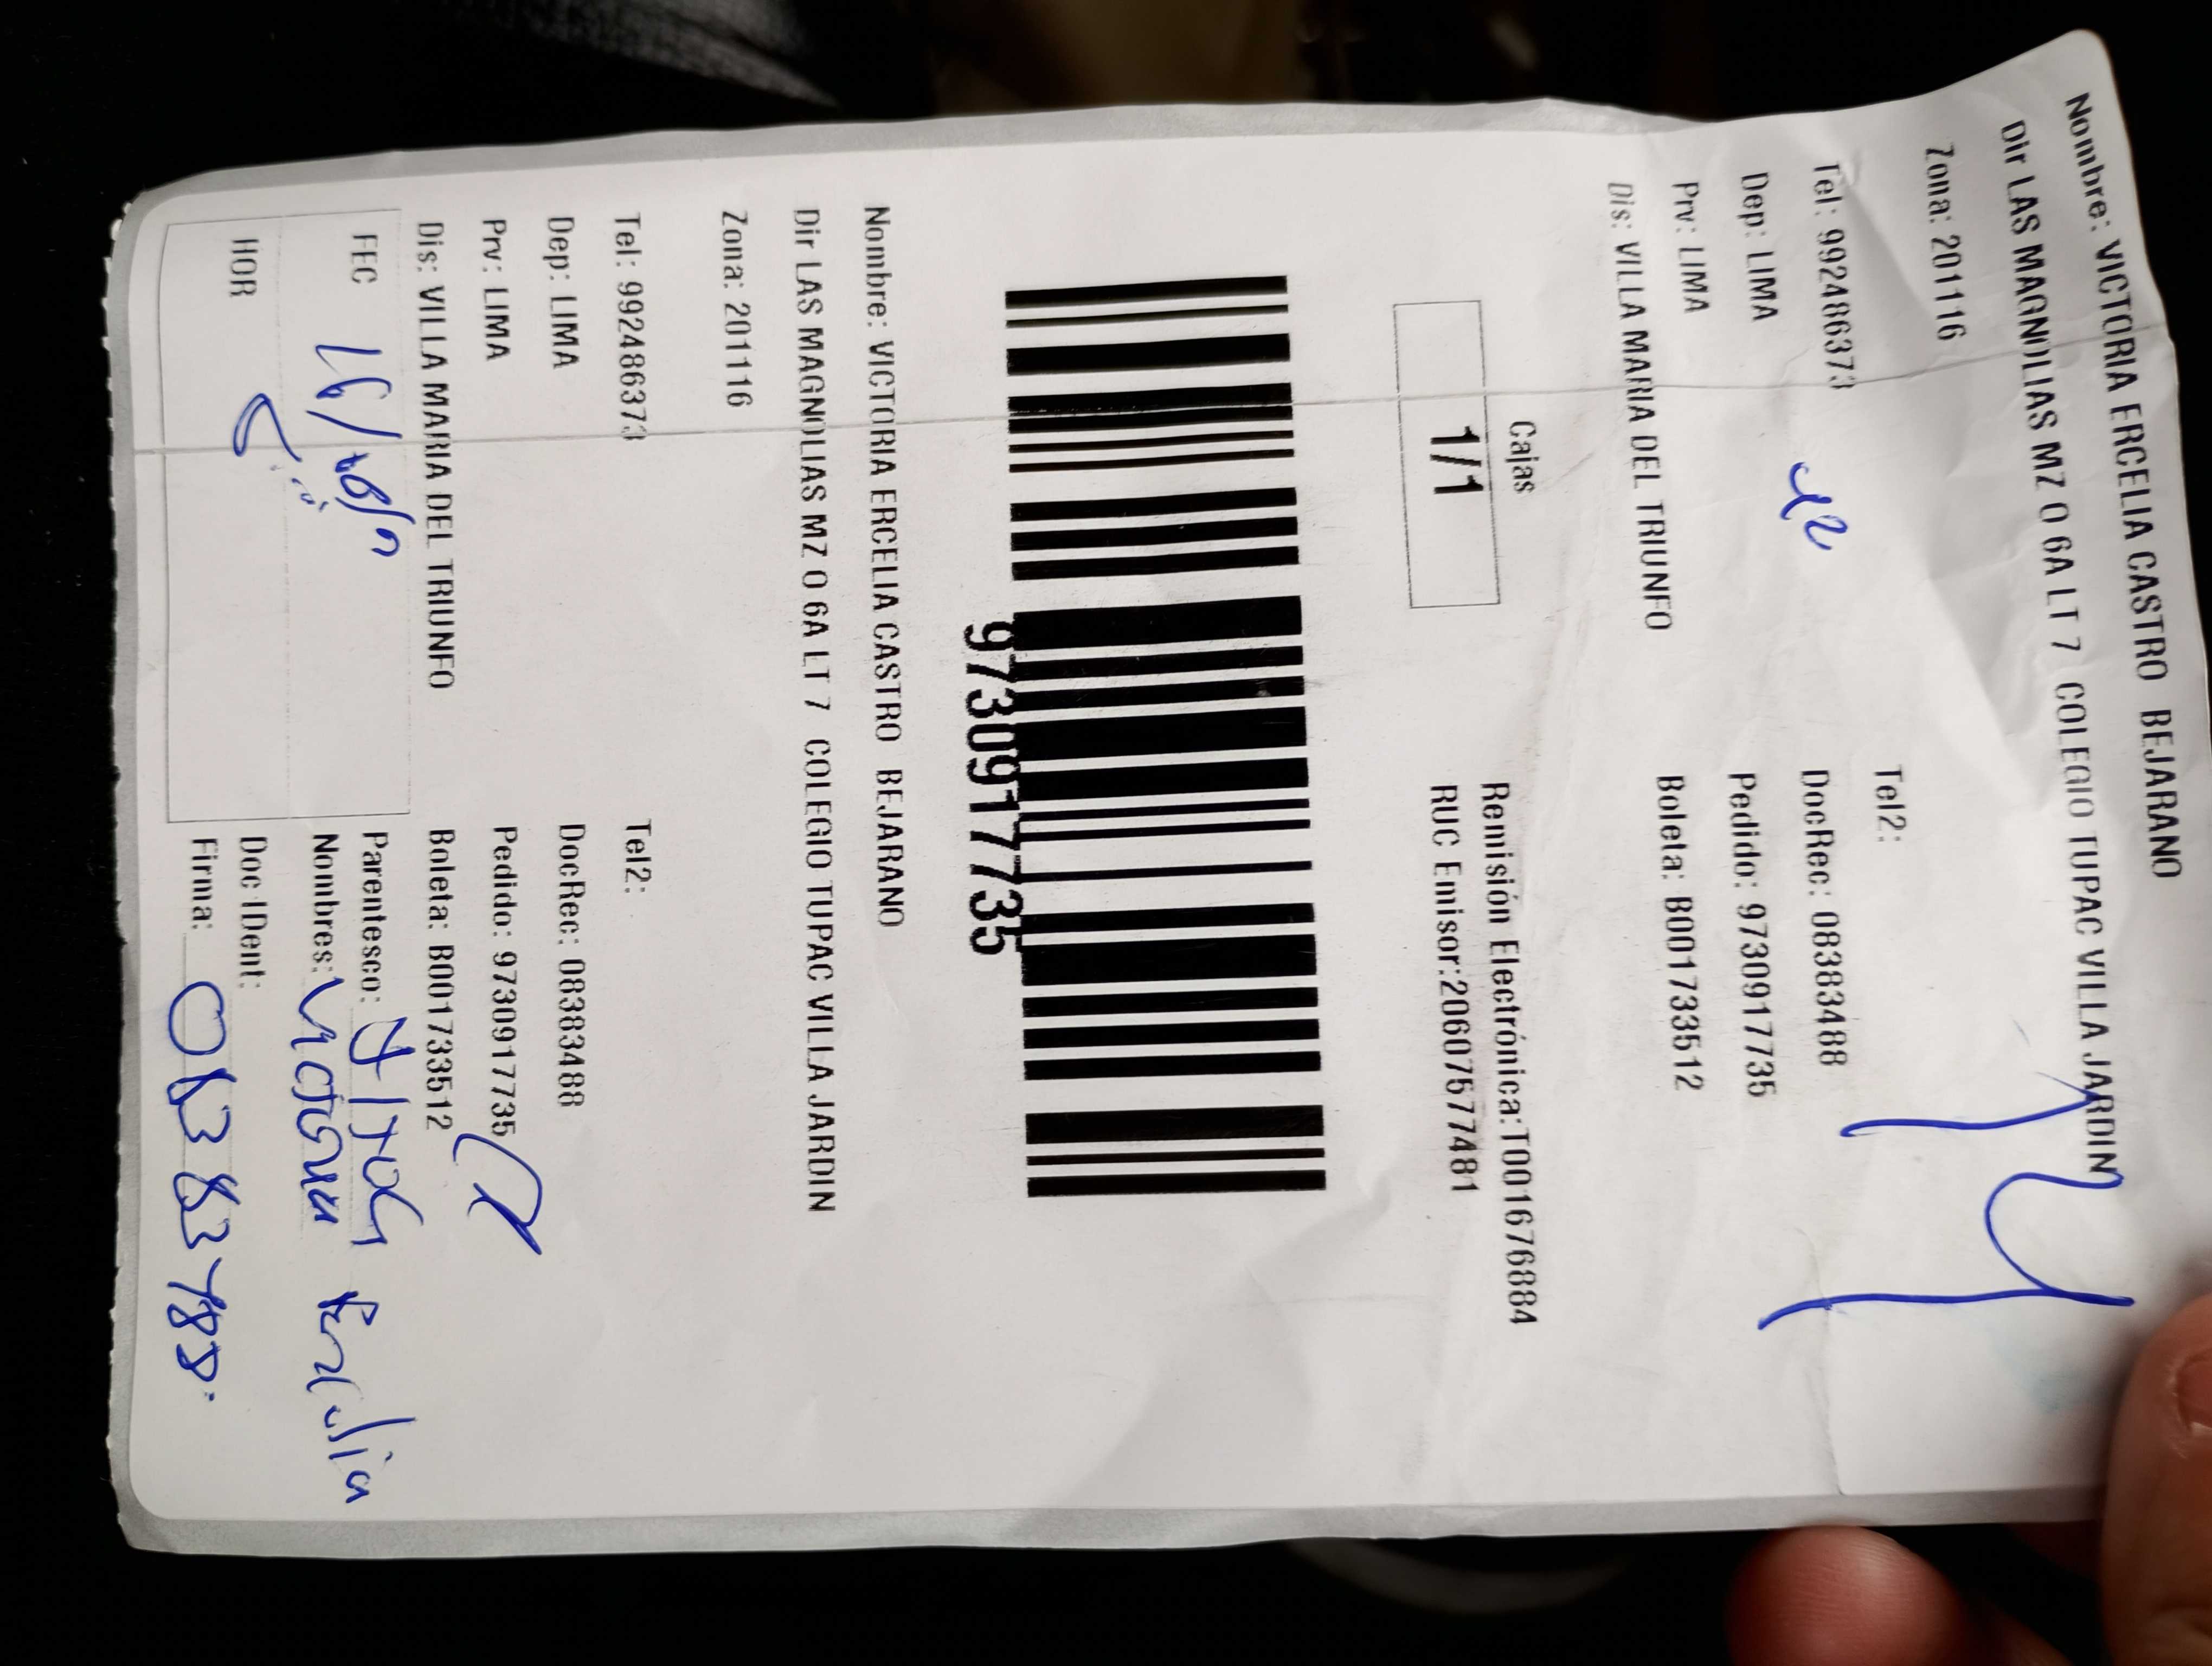 Nombre: VICTORIA ERCELIA CASTRO BEJARANO
Dir LAS MAGNOLIAS MZ O 6A LT 7 COLEGIO TUPAC VILLA JARDIN
Zona: 201116
Tel: 992486373 Tel2:
Dep: LIMA DocRec: 08383488
Prv: LIMA Pedido: 9730917735
Dis: VILLA MARIA DEL TRIUNFO Boleta: B001733512
12
Cajas
1/1
Remisión Electrónica:T001676884
RUC Emisor:20607577481
9730917735
Nombre: VICTORIA ERCELIA CASTRO BEJARANO
Dir LAS MAGNOLIAS MZ O 6A LT 7 COLEGIO TUPAC VILLA JARDIN
Zona: 201116
Tel: 992486373 Tel2:
Dep: LIMA DocRec: 08383488
Prv: LIMA Pedido: 9730917735
Dis: VILLA MARIA DEL TRIUNFO Boleta: B001733512
FEC
Parentesco: Titular
Nombres: Victoria Ercelia
HOR
Doc IDent:
Firma: 08383488